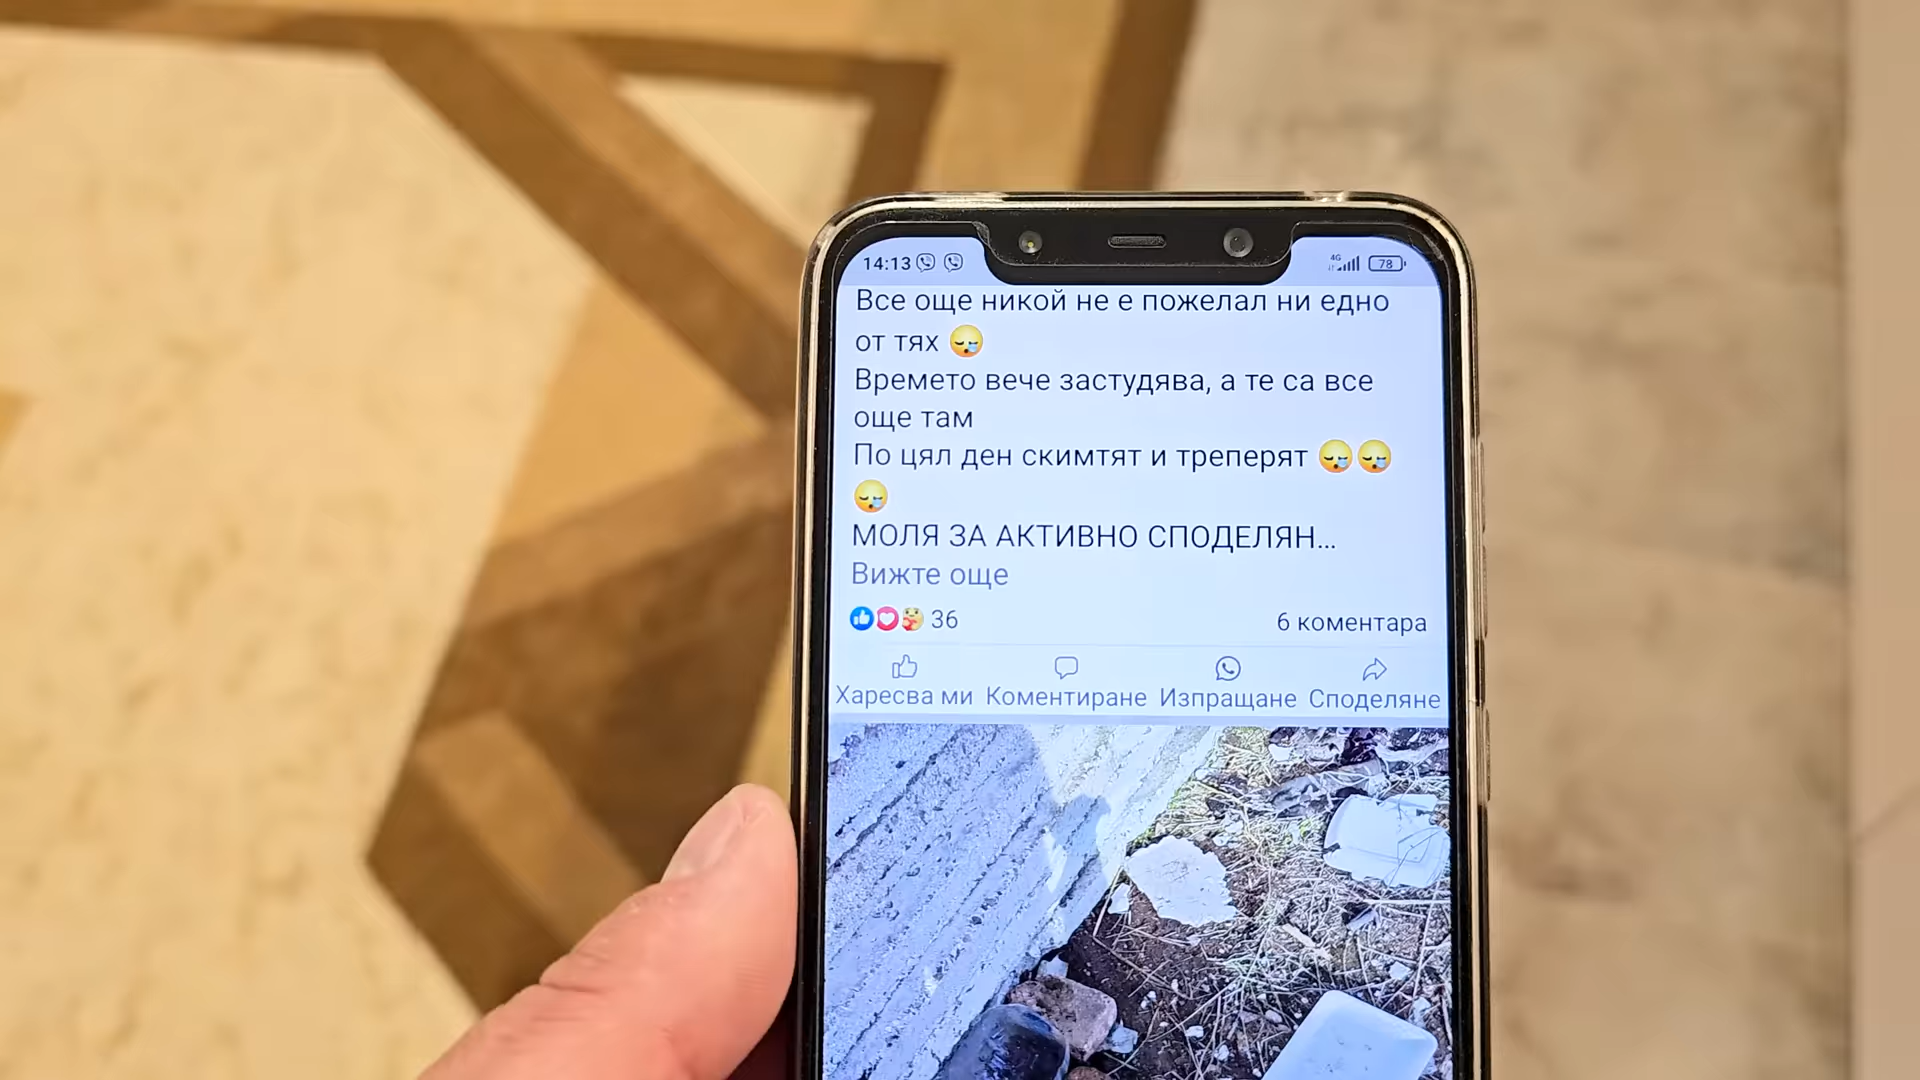 14:13
4G
78
Все още никой не е пожелал ни едно
от тях 😪
Времето вече застудява, а те са все
още там
По цял ден скимтят и треперят 😪😪
😪
МОЛЯ ЗА АКТИВНО СПОДЕЛЯН...
Вижте още
36
6 коментара
Харесва ми Коментиране Изпращане Споделяне